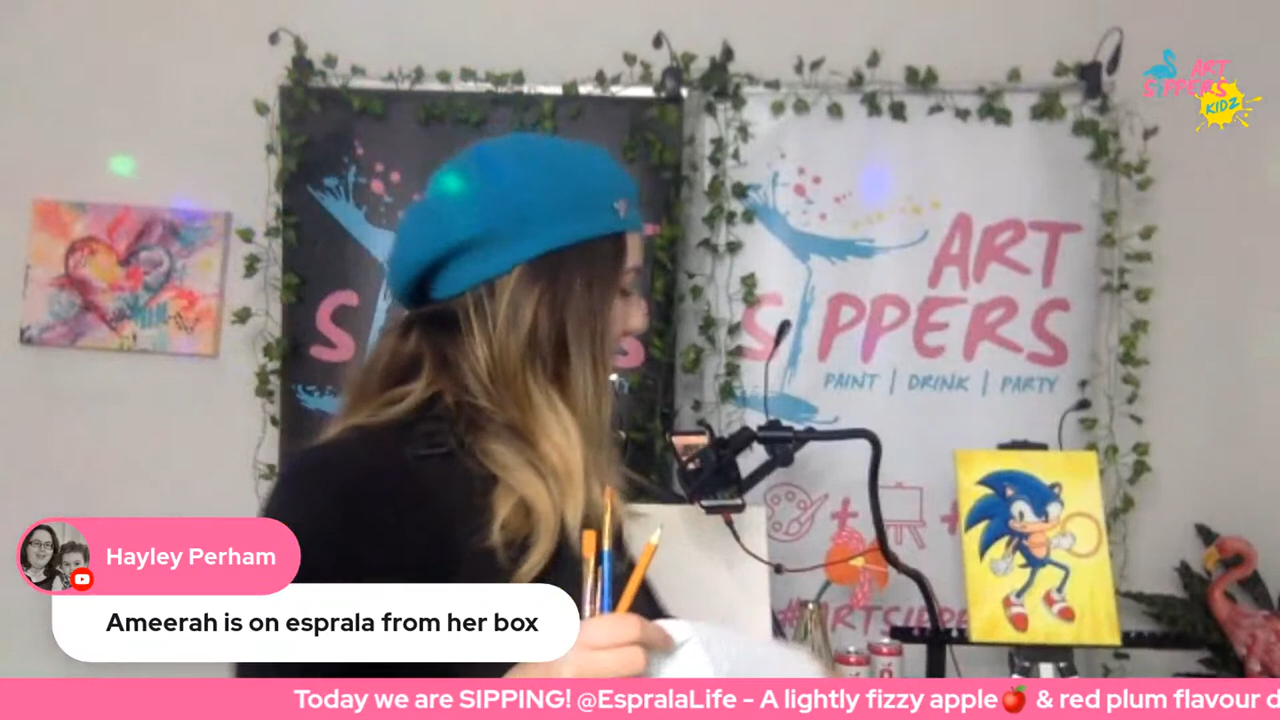 ART
SIPPERS
KIDZ
ART
SIPPERS
PAINT | DRINK | PARTY
S
Hayley Perham
Ameerah is on esprala from her box
Today we are SIPPING! @EspralaLife - A lightly fizzy apple🍎 & red plum flavour d